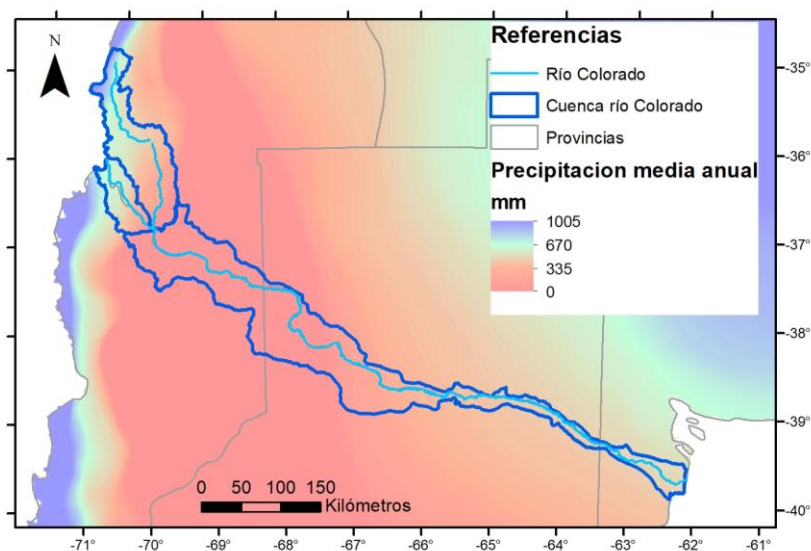 N
Referencias
Río Colorado
Cuenca río Colorado
Provincias
Precipitacion media anual
mm
1005
670
335
0
-35°
-36°
-37°
-38°
-39°
-40°
0 50 100 150
Kilómetros
-71° -70° -69° -68° -67° -66° -65° -64° -63° -62° -61°